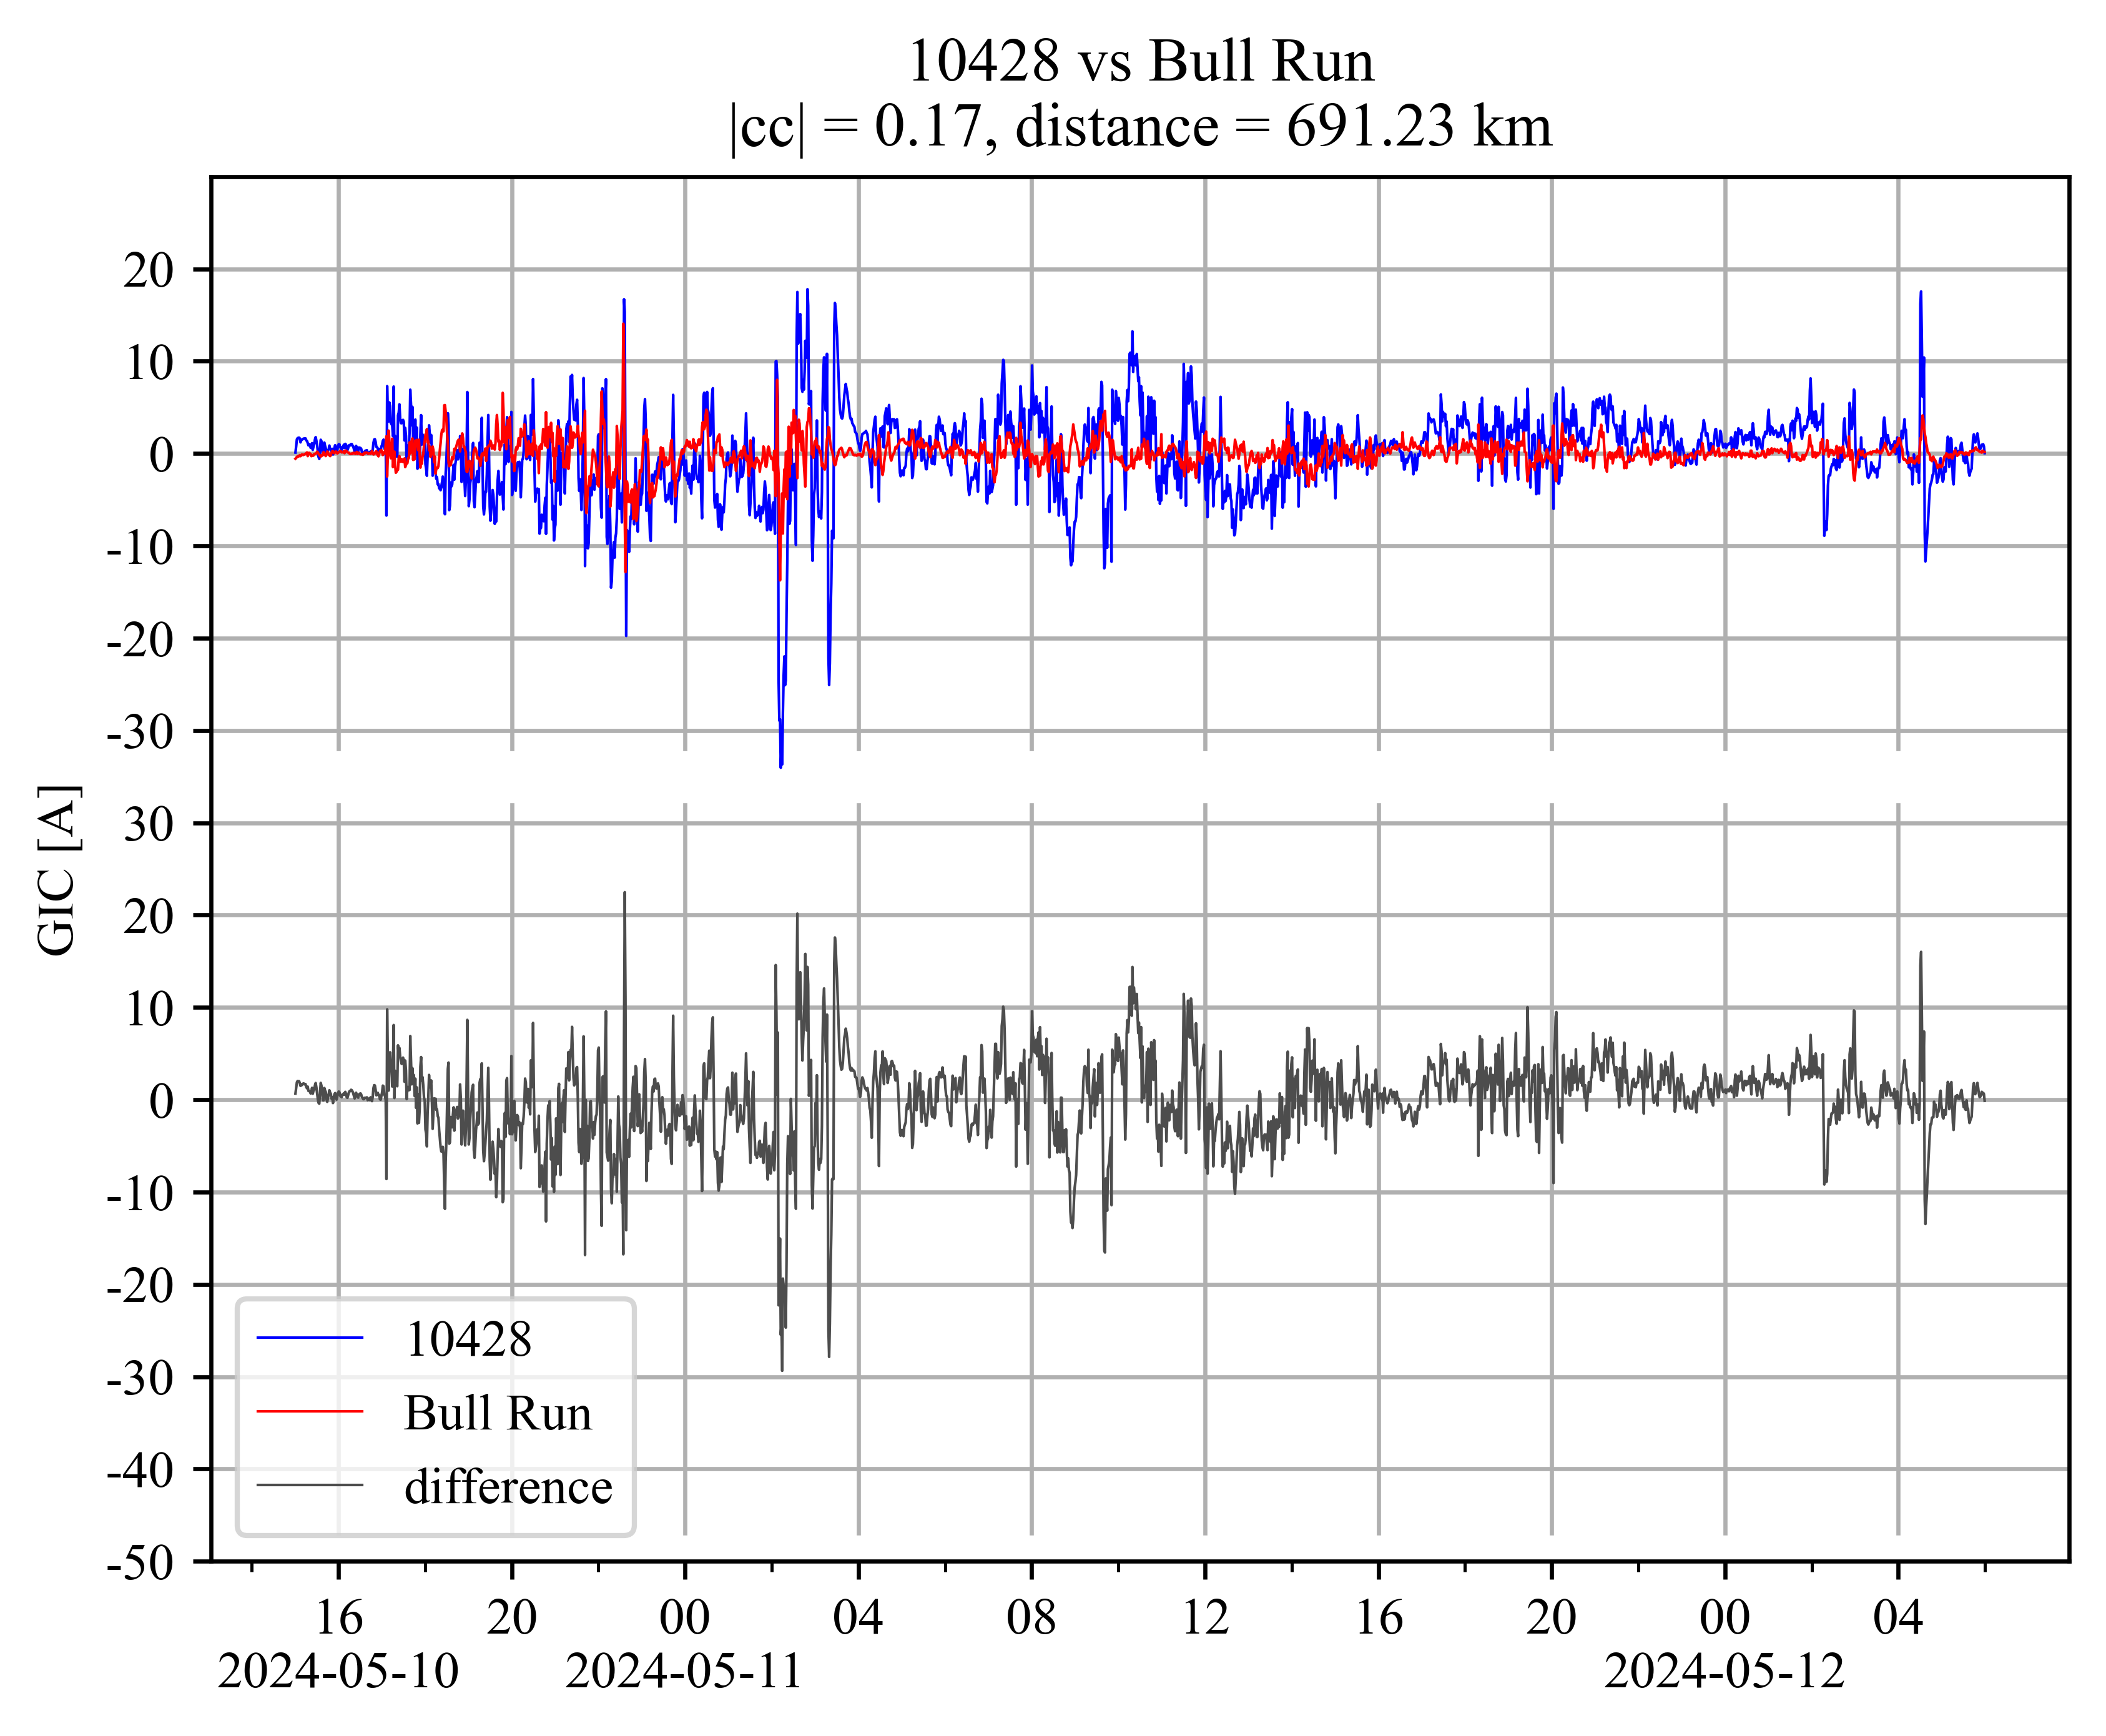 10428 vs Bull Run
|cc| = 0.17, distance = 691.23 km
GIC [A]
20
10
0
-10
-20
-30
30
20
10
0
-10
-20
-30
-40
-50
10428
Bull Run
difference
16 20 00 04 08 12 16 20 00 04
2024-05-10 2024-05-11 2024-05-12